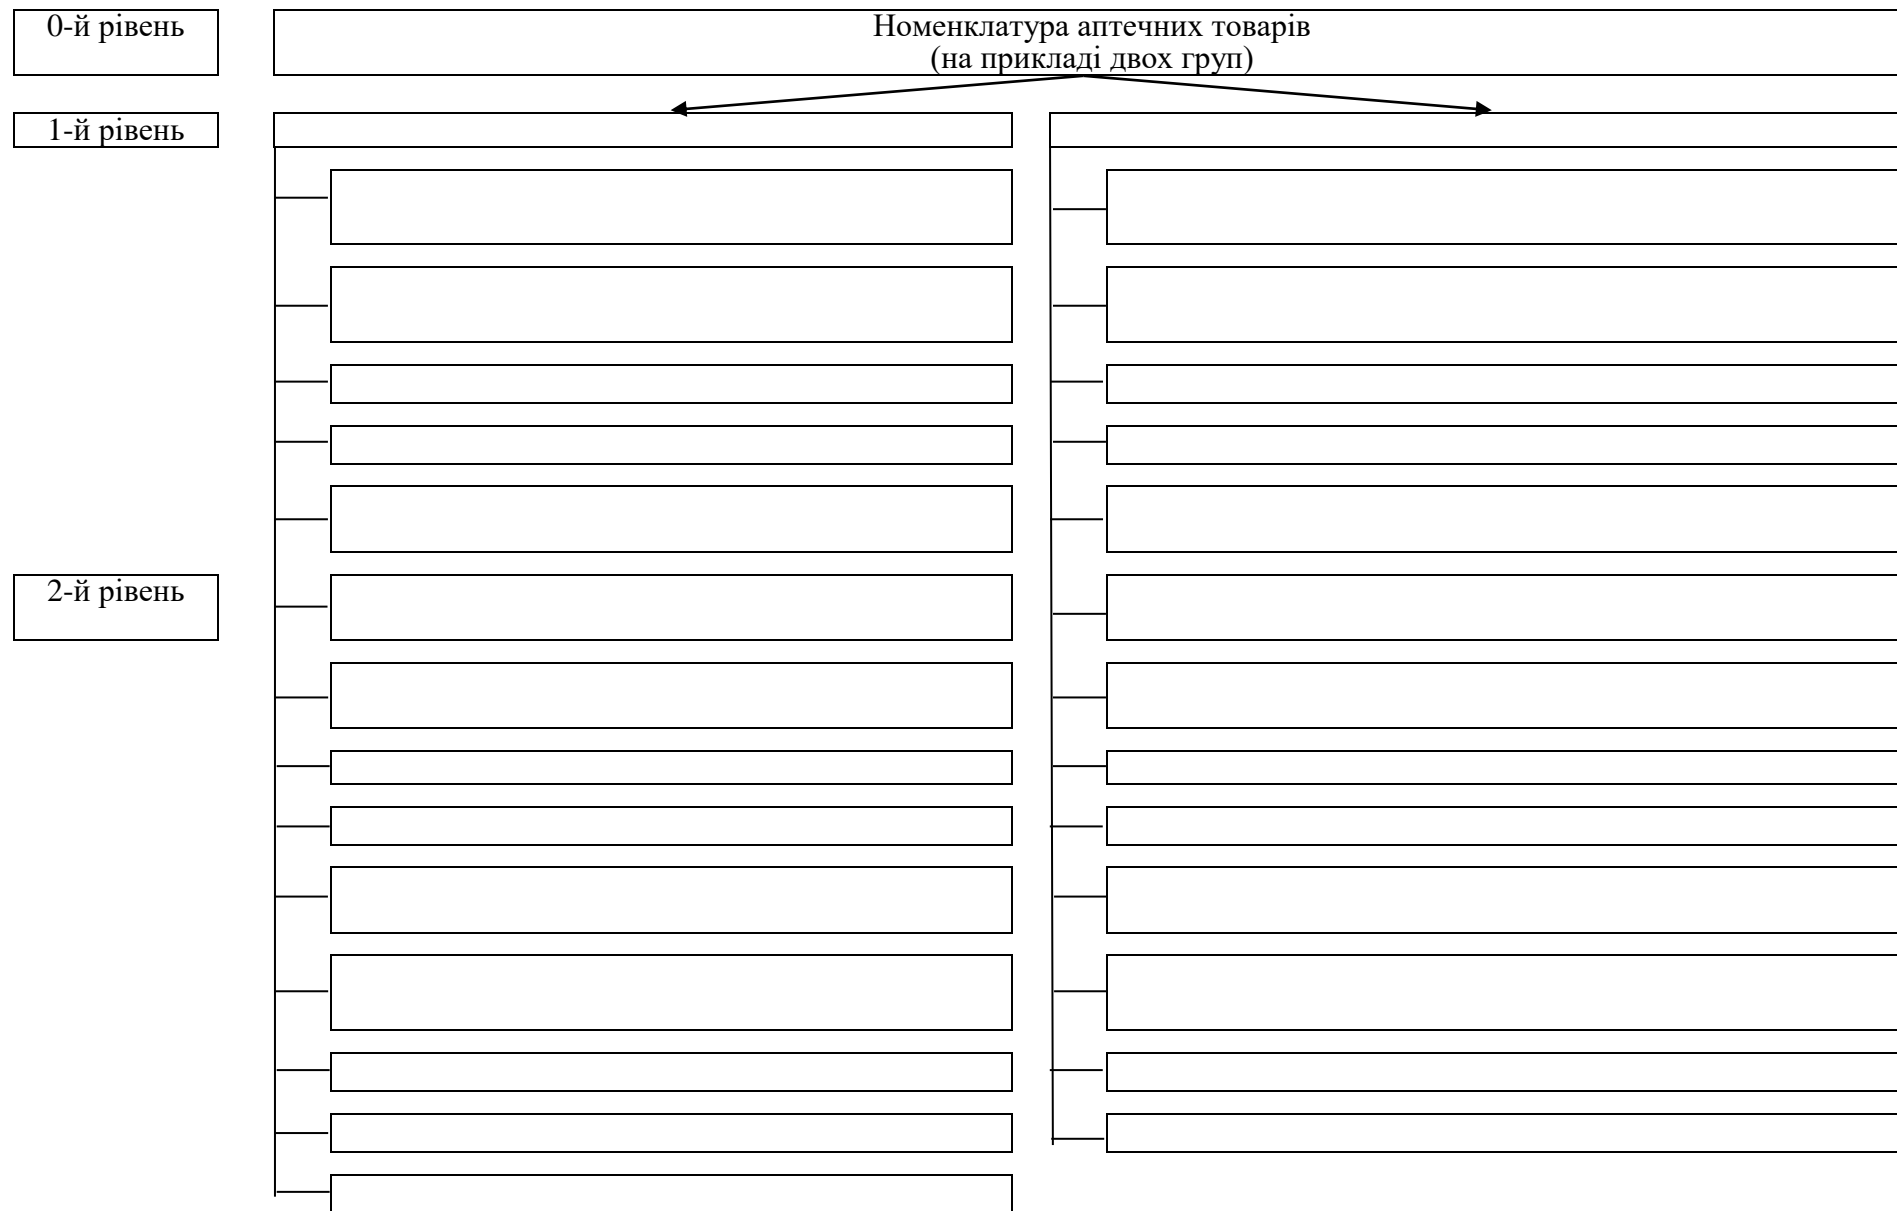 0-й рівень
Номенклатура аптечних товарів
(на прикладі двох груп)
1-й рівень
2-й рівень